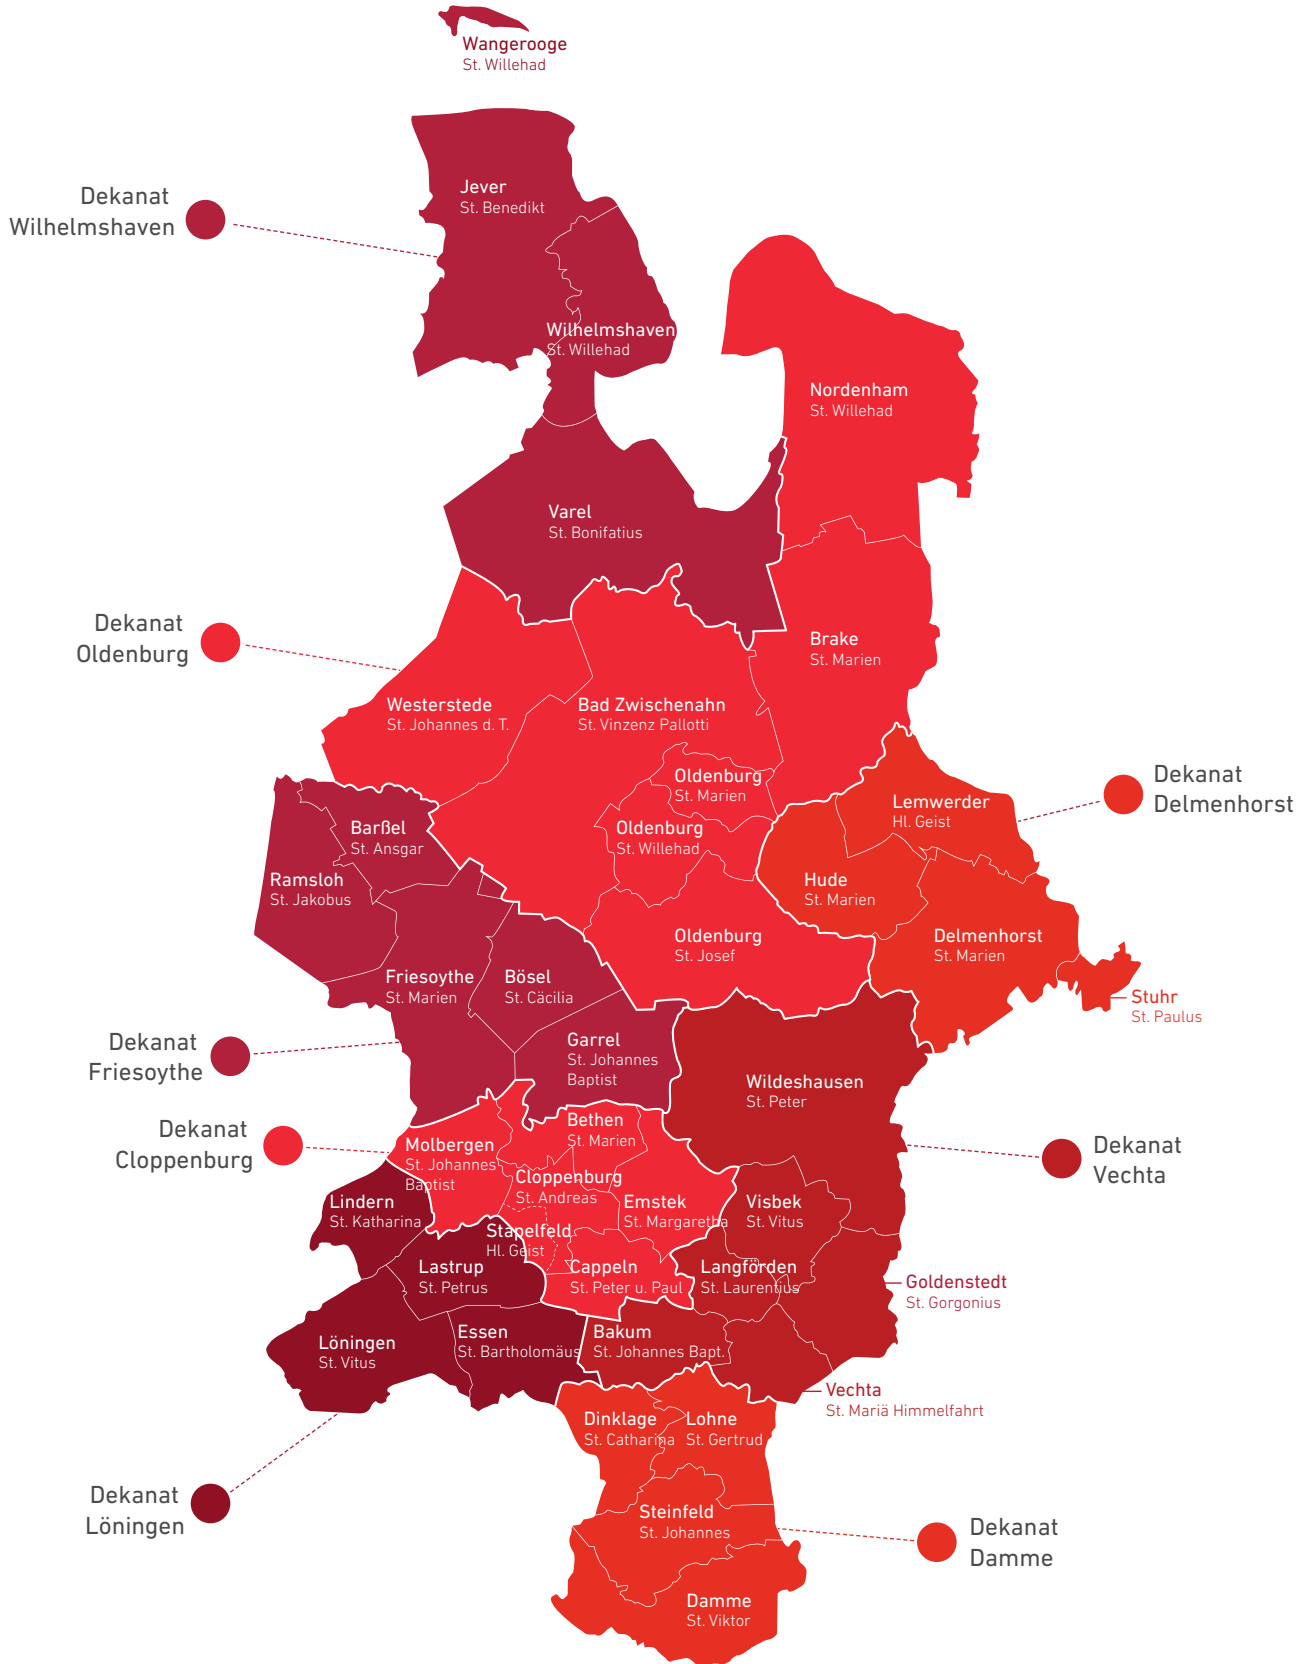 Wangerooge
St. Willehad
Jever
St. Benedikt
Dekanat
Wilhelmshaven
Wilhelmshaven
St. Willehad
Nordenham
St. Willehad
Varel
St. Bonifatius
Dekanat
Oldenburg
Brake
St. Marien
Westerstede
St. Johannes d. T.
Bad Zwischenahn
St. Vinzenz Pallotti
Oldenburg
St. Marien
Dekanat
Delmenhorst
Lemwerder
Hl. Geist
Barßel
St. Ansgar
Oldenburg
St. Willehad
Ramsloh
St. Jakobus
Hude
St. Marien
Oldenburg
St. Josef
Delmenhorst
St. Marien
Friesoythe
St. Marien
Bösel
St. Cäcilia
Stuhr
St. Paulus
Dekanat
Friesoythe
Garrel
St. Johannes
Baptist
Wildeshausen
St. Peter
Dekanat
Cloppenburg
Bethen
St. Marien
Molbergen
St. Johannes
Baptist
Dekanat
Vechta
Cloppenburg
St. Andreas
Lindern
St. Katharina
Emstek
St. Margaretha
Visbek
St. Vitus
Stapelfeld
Hl. Geist
Lastrup
St. Petrus
Cappeln
St. Peter u. Paul
Langförden
St. Laurentius
Goldenstedt
St. Gorgonius
Löningen
St. Vitus
Essen
St. Bartholomäus
Bakum
St. Johannes Bapt.
Vechta
St. Mariä Himmelfahrt
Dinklage
St. Catharina
Lohne
St. Gertrud
Dekanat
Löningen
Steinfeld
St. Johannes
Dekanat
Damme
Damme
St. Viktor